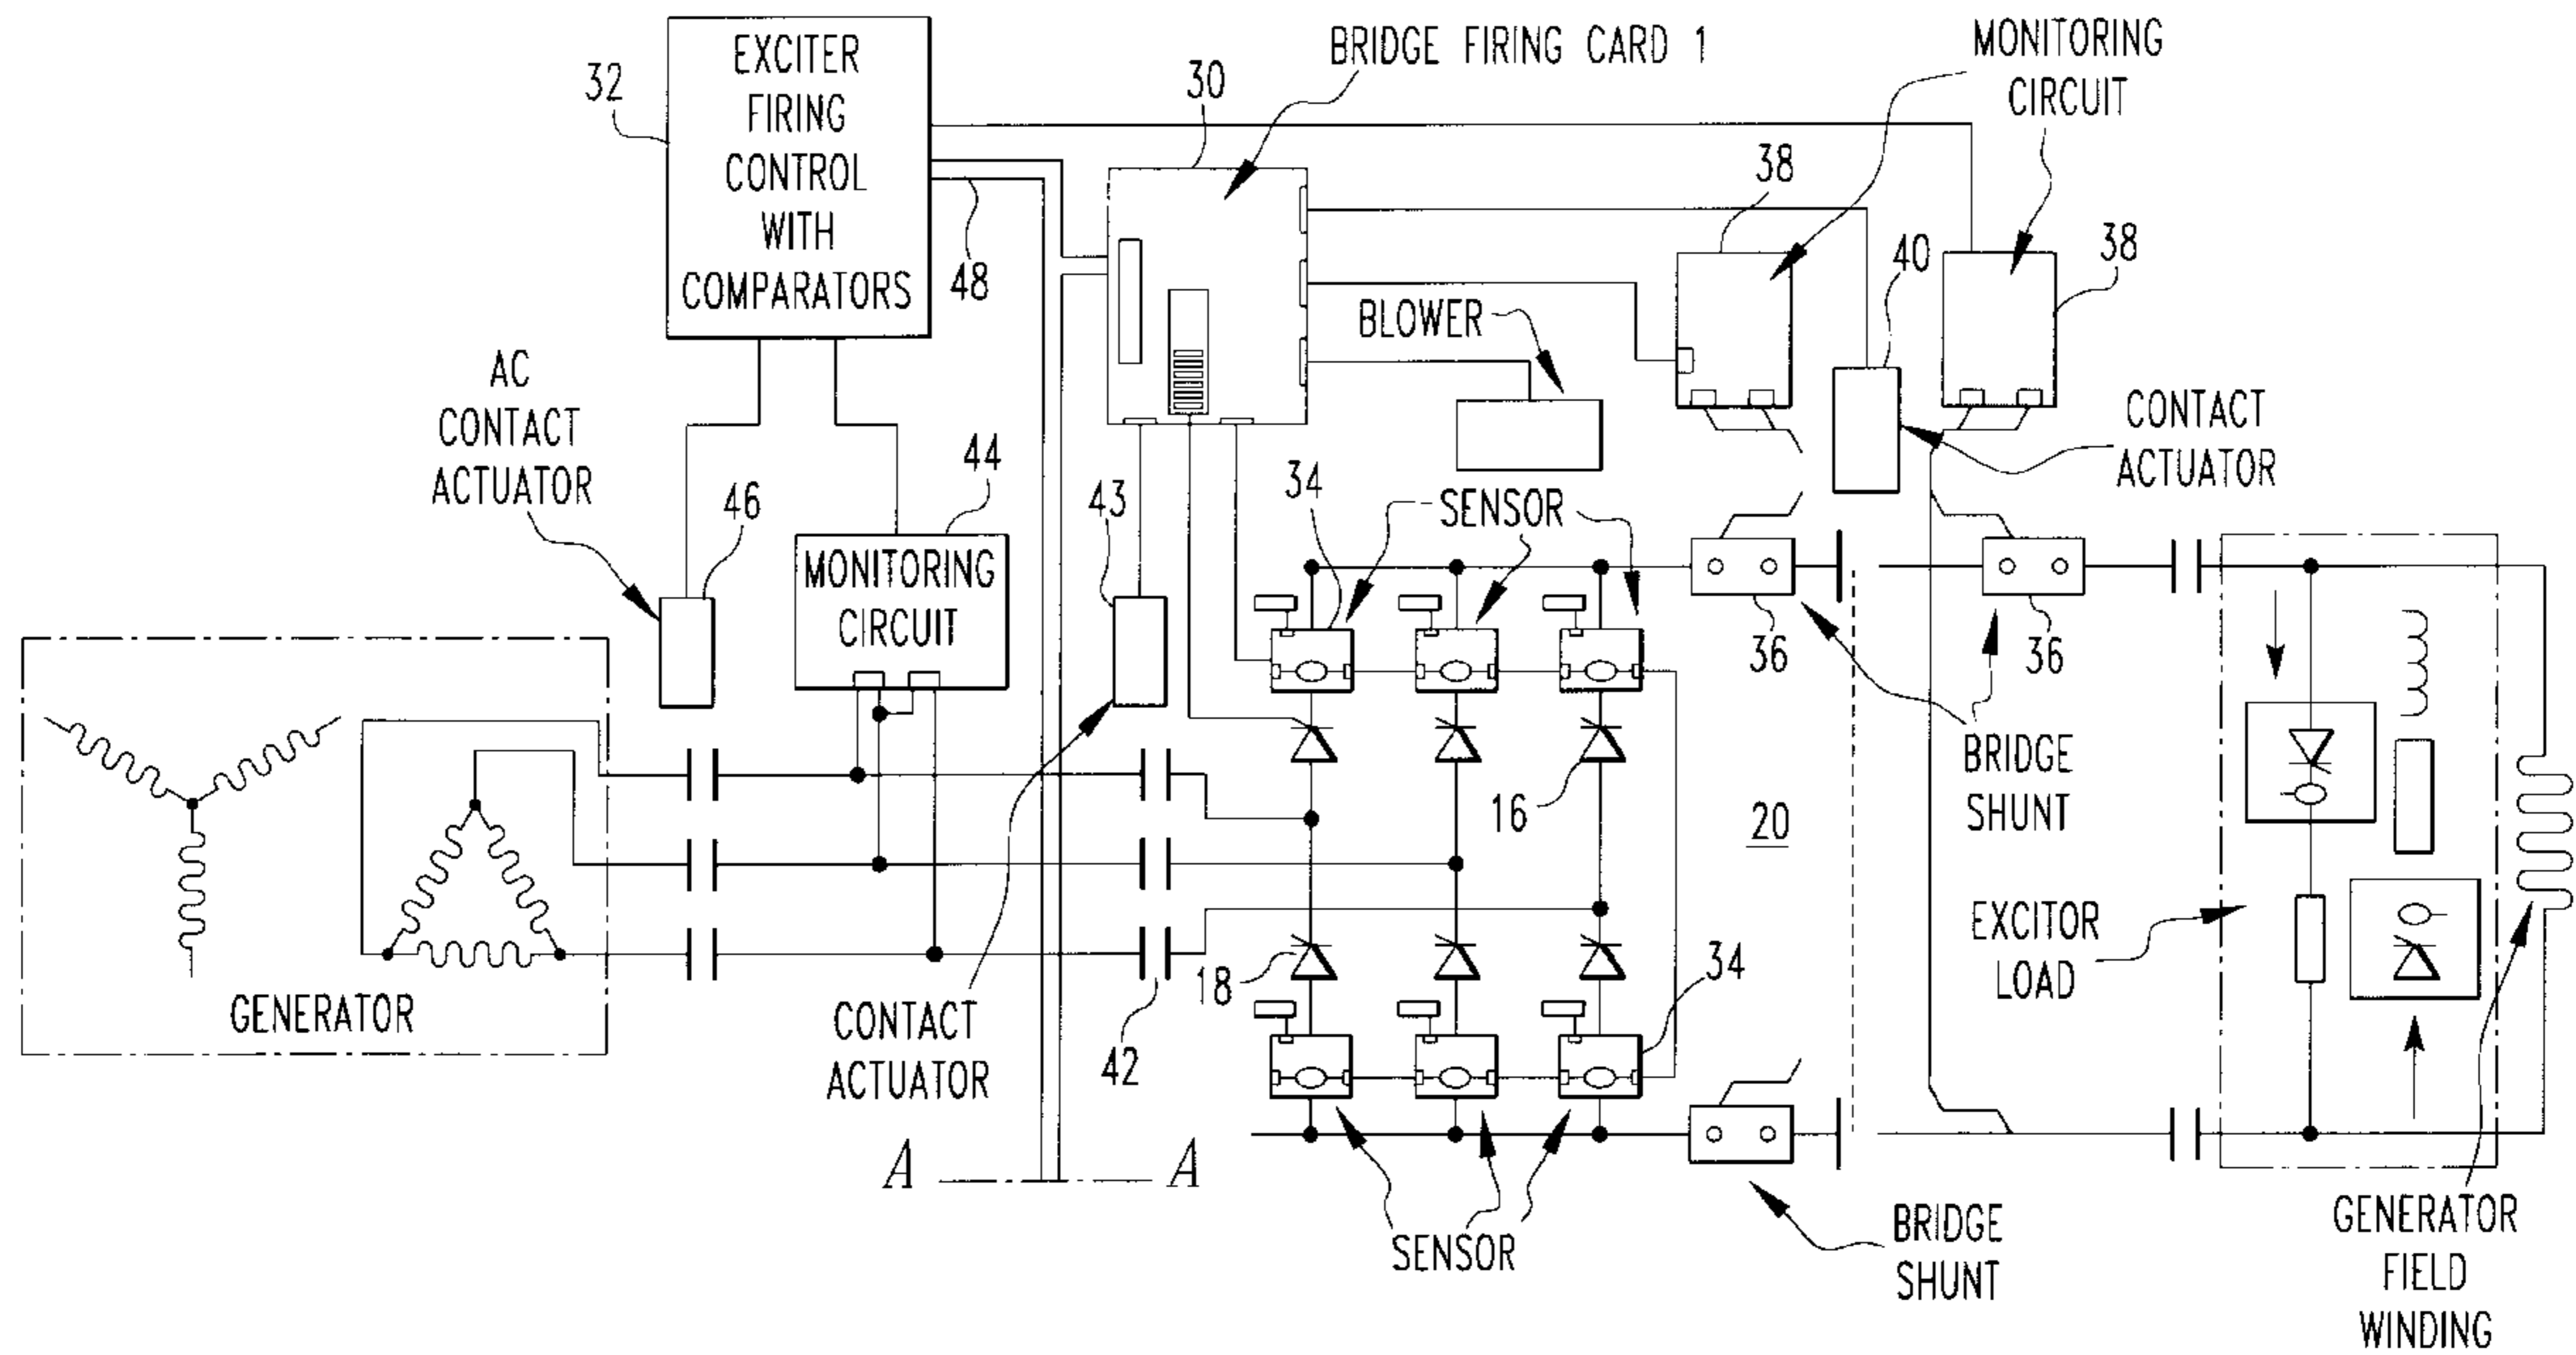 EXCITER
FIRING
CONTROL
WITH
COMPARATORS
32
BRIDGE FIRING CARD 1
30
MONITORING
CIRCUIT
38
40
38
48
BLOWER
AC
CONTACT
ACTUATOR
46
44
MONITORING
CIRCUIT
43
34
SENSOR
CONTACT
ACTUATOR
36
36
BRIDGE
SHUNT
16
20
18
34
42
GENERATOR
CONTACT
ACTUATOR
EXCITOR
LOAD
A
A
SENSOR
BRIDGE
SHUNT
GENERATOR
FIELD
WINDING